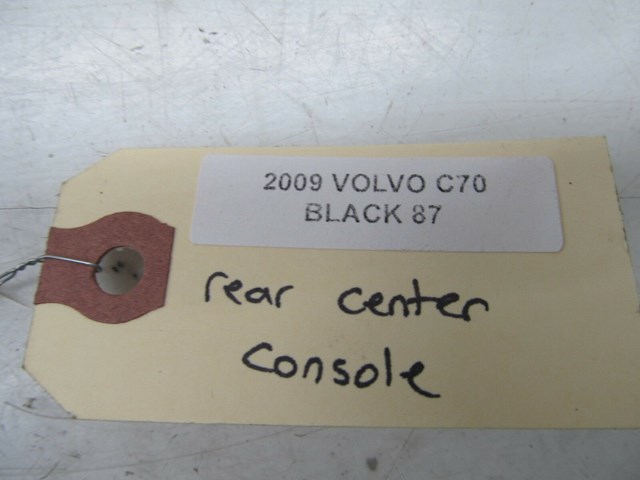 2009 VOLVO C70
BLACK 87
rear center
console